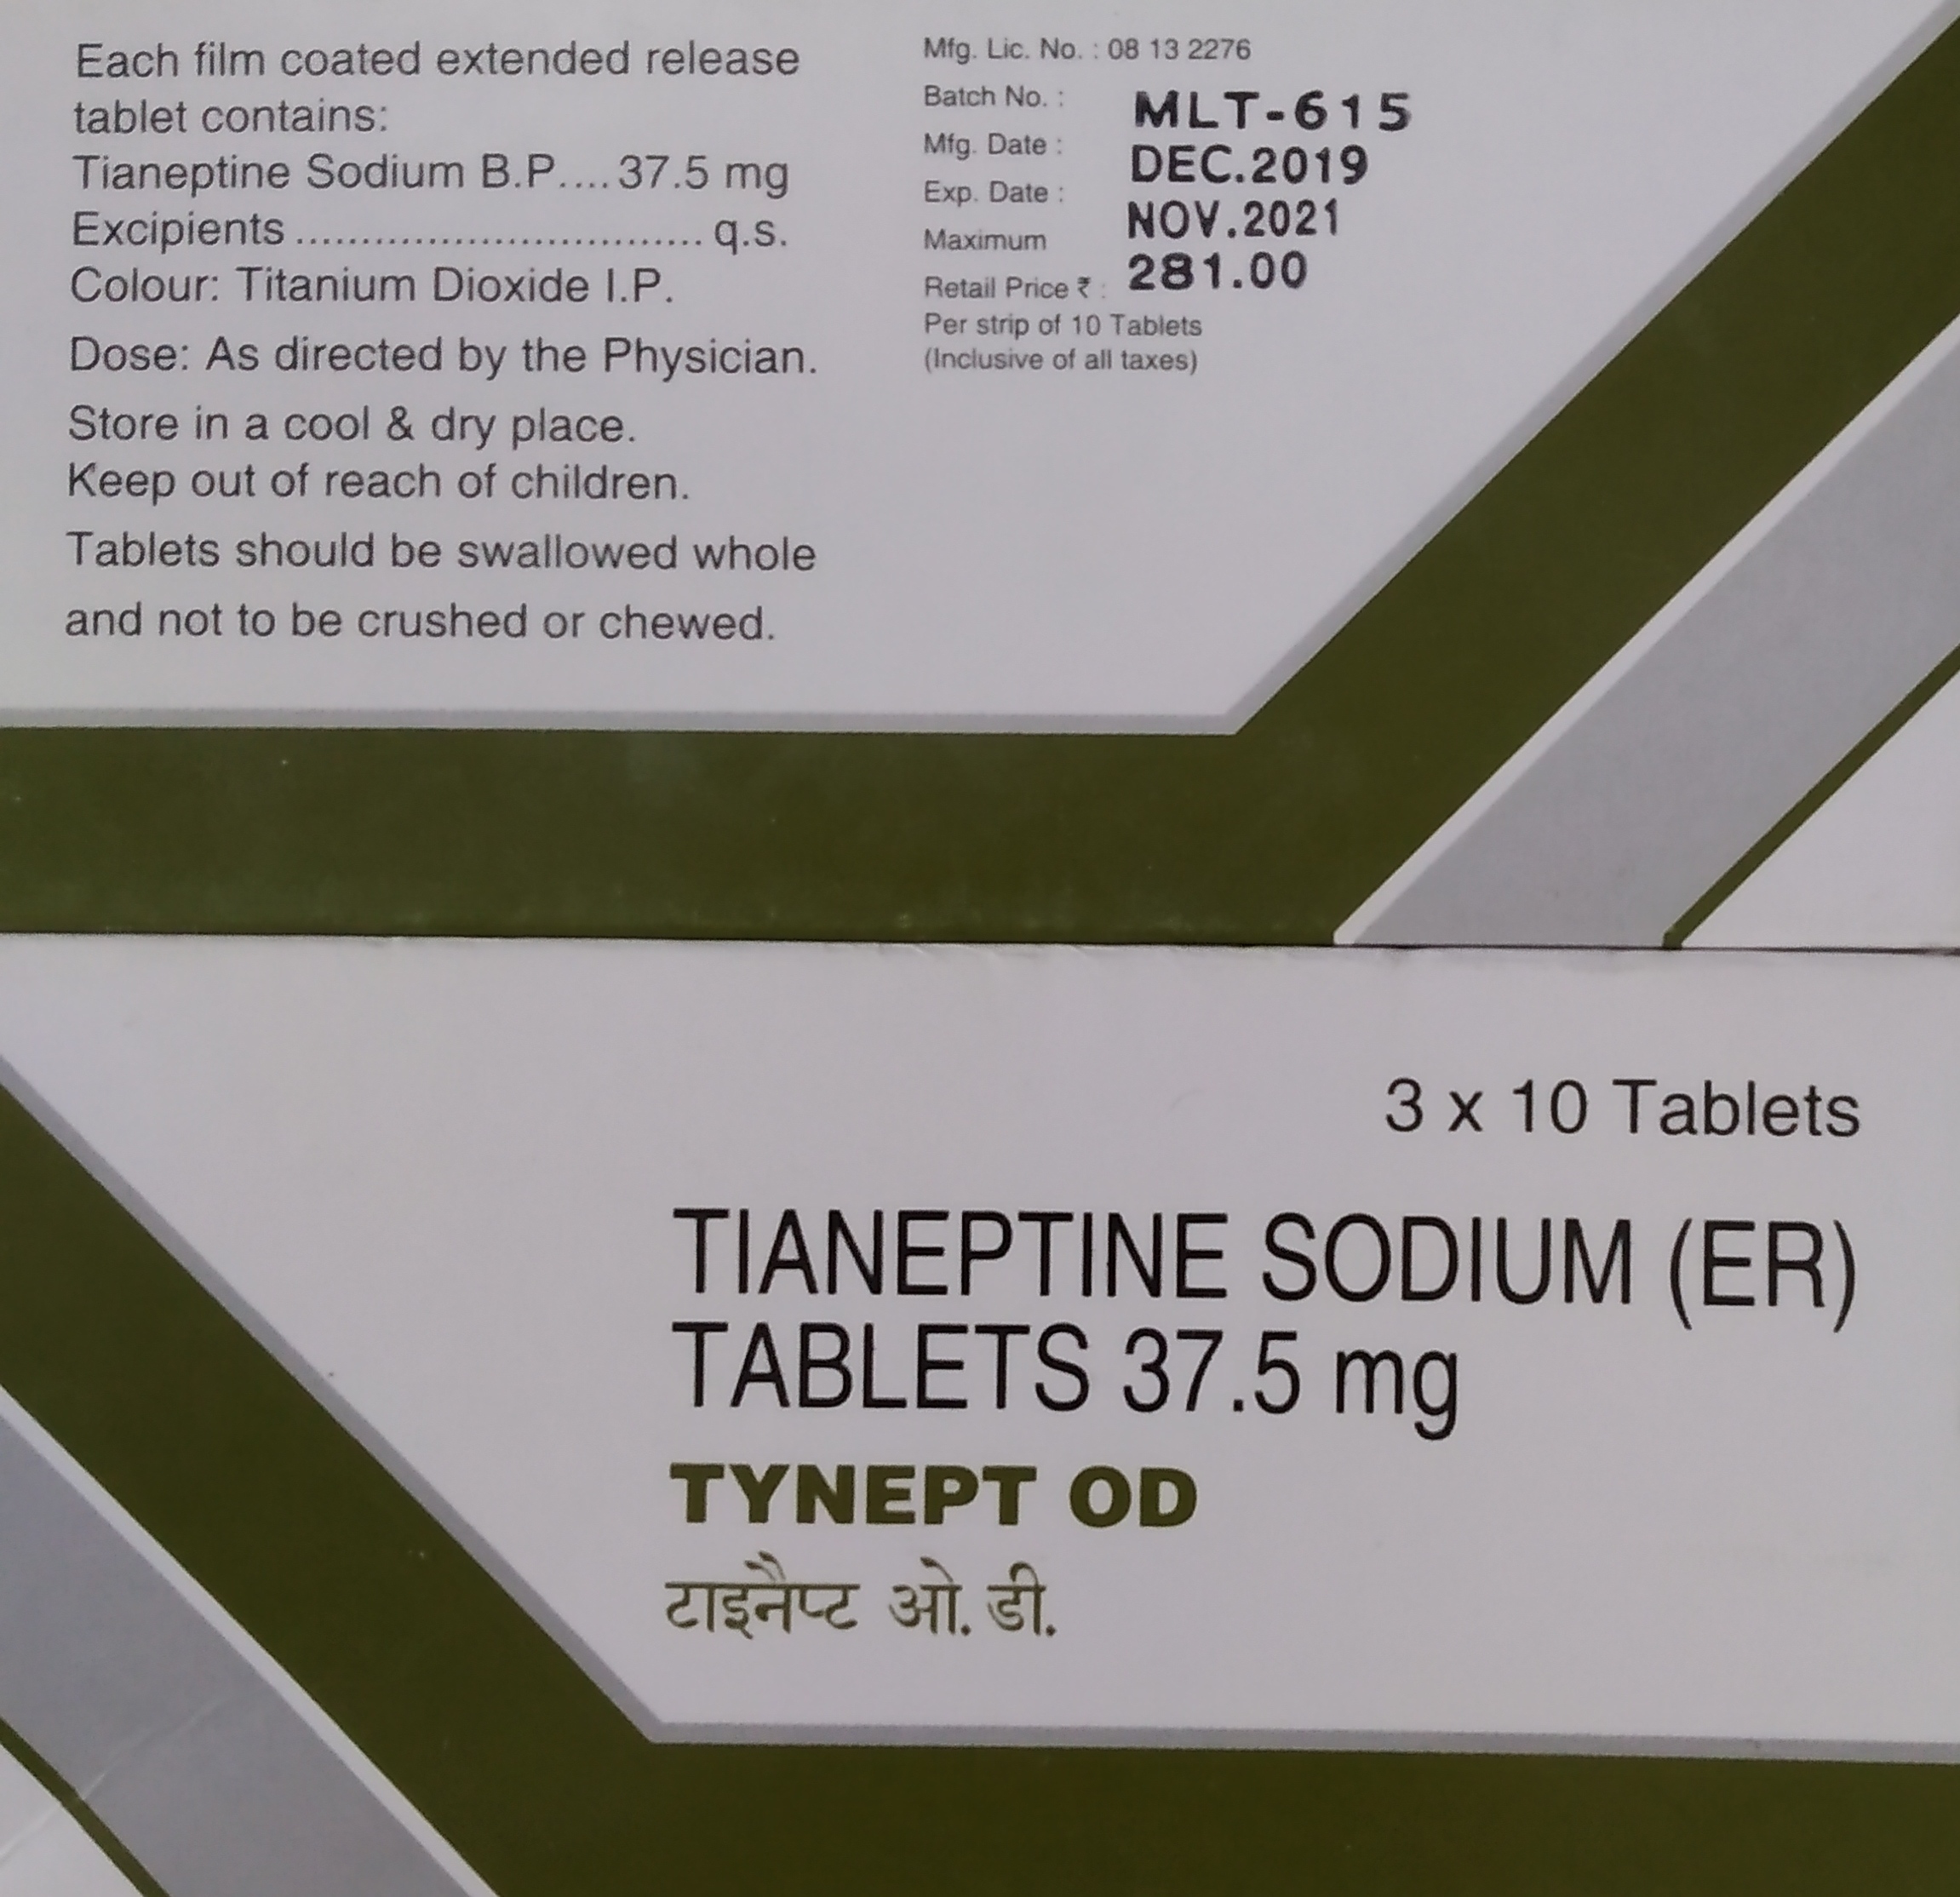 Each film coated extended release
tablet contains:
Tianeptine Sodium B.P....37.5 mg
Excipients ................................ q.s.
Colour: Titanium Dioxide I.P.
Dose: As directed by the Physician.
Store in a cool & dry place.
Keep out of reach of children.
Tablets should be swallowed whole
and not to be crushed or chewed.
Mfg. Lic. No. : 08 13 2276
Batch No. : MLT-615
Mfg. Date : DEC.2019
Exp. Date : NOV.2021
Maximum
Retail Price ₹ : 281.00
Per strip of 10 Tablets
(Inclusive of all taxes)
3 x 10 Tablets
TIANEPTINE SODIUM (ER)
TABLETS 37.5 mg
TYNEPT OD
टाइनैप्ट ओ. डी.